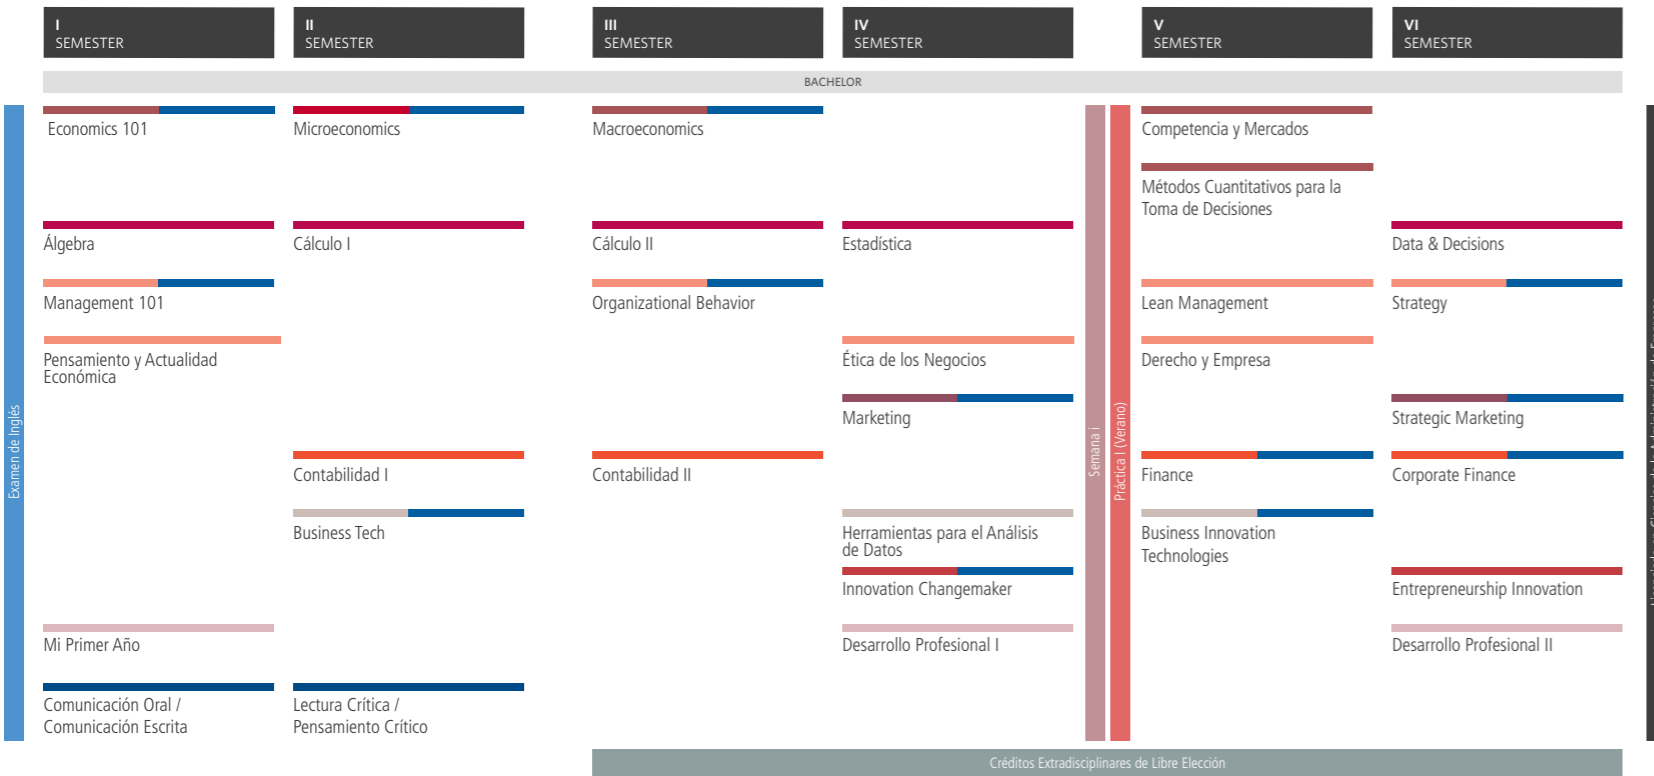 I
SEMESTER
II
SEMESTER
III
SEMESTER
IV
SEMESTER
V
SEMESTER
VI
SEMESTER
BACHELOR
Economics 101
Microeconomics
Macroeconomics
Competencia y Mercados
Métodos Cuantitativos para la
Toma de Decisiones
Álgebra
Cálculo I
Cálculo II
Estadística
Data & Decisions
Management 101
Organizational Behavior
Lean Management
Strategy
Pensamiento y Actualidad
Económica
Ética de los Negocios
Derecho y Empresa
Marketing
Strategic Marketing
Contabilidad I
Contabilidad II
Finance
Corporate Finance
Business Tech
Herramientas para el Análisis
de Datos
Business Innovation
Technologies
Innovation Changemaker
Entrepreneurship Innovation
Mi Primer Año
Desarrollo Profesional I
Desarrollo Profesional II
Comunicación Oral /
Comunicación Escrita
Lectura Crítica /
Pensamiento Crítico
Examen de Inglés
Semana i
Práctica I (Verano)
Créditos Extradisciplinares de Libre Elección